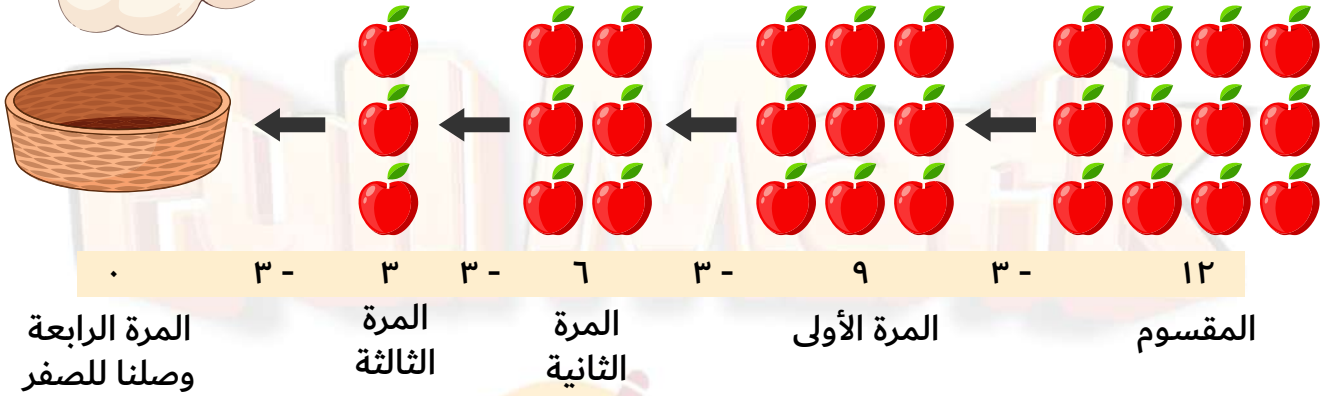 ١٢ - ٣ ٩ - ٣ ٦ - ٣ ٣ - ٣ ٠
المقسوم
المرة الأولى
المرة
الثانية
المرة
الثالثة
المرة الرابعة
وصلنا للصفر